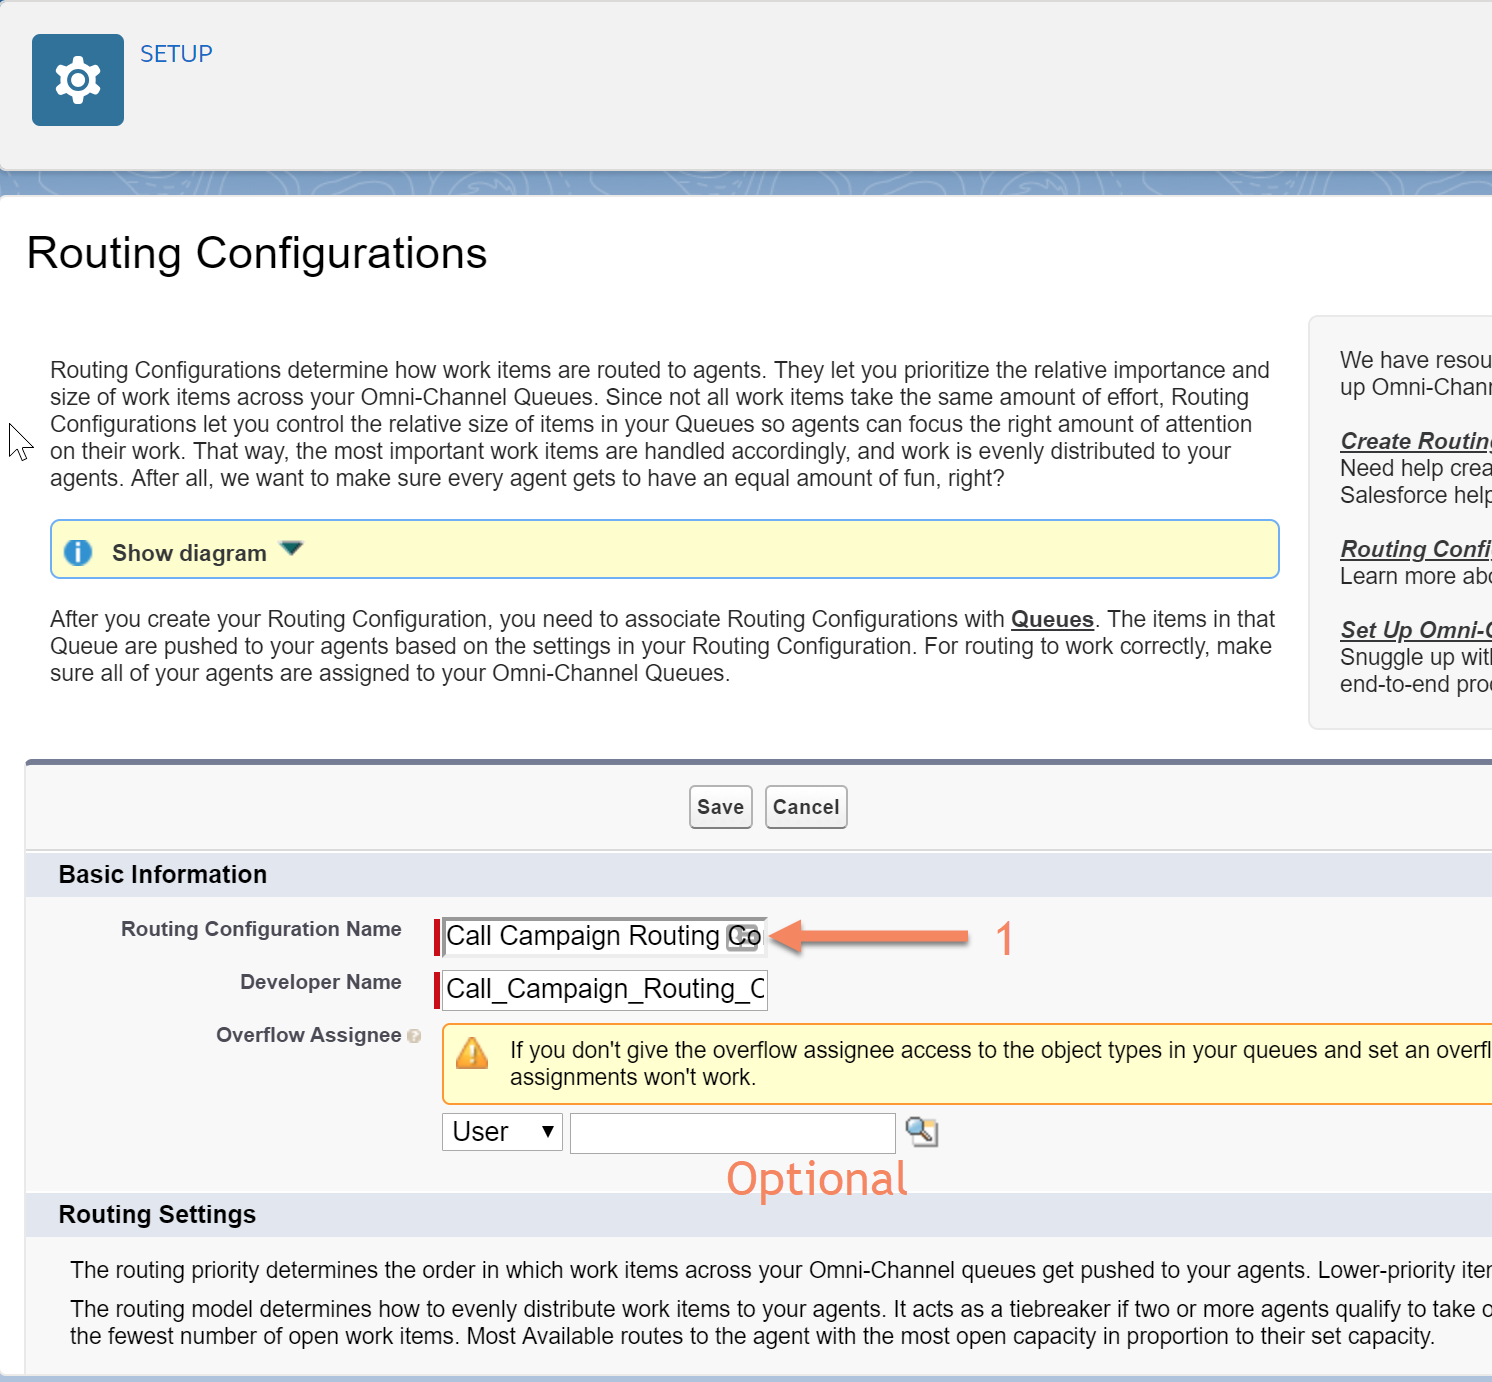 SETUP
Routing Configurations
Routing Configurations determine how work items are routed to agents. They let you prioritize the relative importance and
size of work items across your Omni-Channel Queues. Since not all work items take the same amount of effort, Routing
Configurations let you control the relative size of items in your Queues so agents can focus the right amount of attention
on their work. That way, the most important work items are handled accordingly, and work is evenly distributed to your
agents. After all, we want to make sure every agent gets to have an equal amount of fun, right?
Show diagram
After you create your Routing Configuration, you need to associate Routing Configurations with Queues. The items in that
Queue are pushed to your agents based on the settings in your Routing Configuration. For routing to work correctly, make
sure all of your agents are assigned to your Omni-Channel Queues.
We have resou
up Omni-Chann
Create Routing
Need help crea
Salesforce help
Routing Confi
Learn more abo
Set Up Omni-C
Snuggle up with
end-to-end proc
Save Cancel
Basic Information
Routing Configuration Name Call Campaign Routing Co 1
Developer Name Call_Campaign_Routing_C
Overflow Assignee
If you don't give the overflow assignee access to the object types in your queues and set an overfl
assignments won't work.
User
Optional
Routing Settings
The routing priority determines the order in which work items across your Omni-Channel queues get pushed to your agents. Lower-priority iten
The routing model determines how to evenly distribute work items to your agents. It acts as a tiebreaker if two or more agents qualify to take o
the fewest number of open work items. Most Available routes to the agent with the most open capacity in proportion to their set capacity.